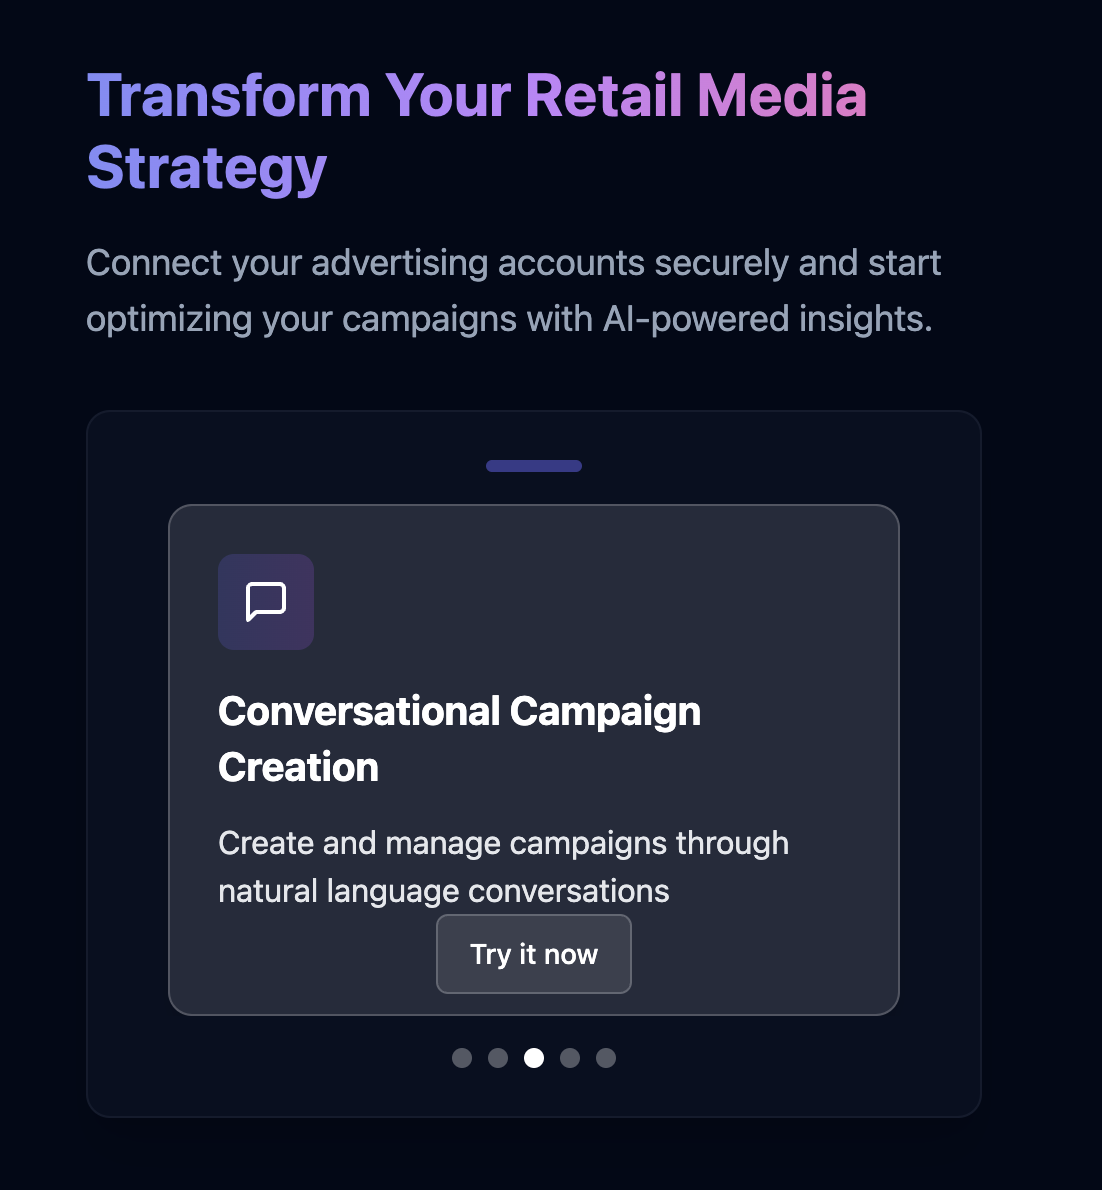 Transform Your Retail Media
Strategy
Connect your advertising accounts securely and start
optimizing your campaigns with AI-powered insights.
Conversational Campaign
Creation
Create and manage campaigns through
natural language conversations
Try it now